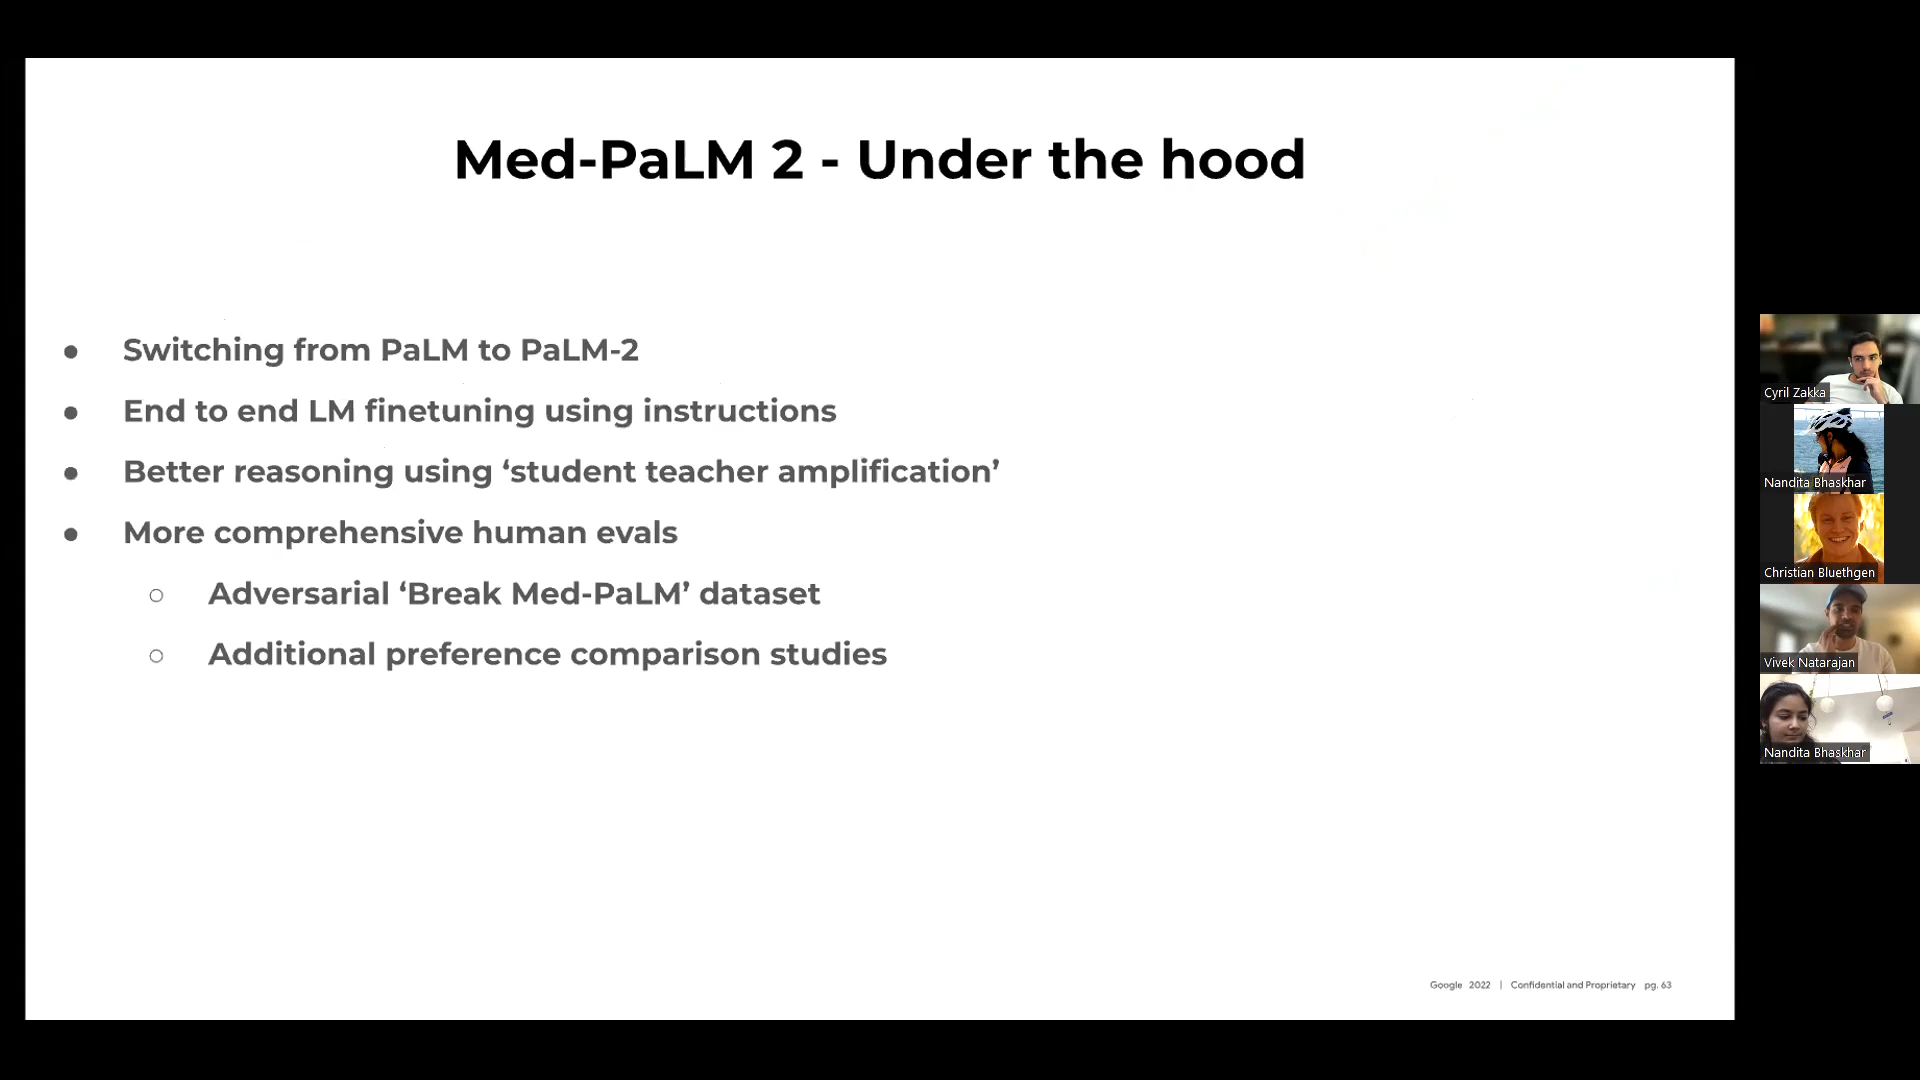 Med-PaLM 2 - Under the hood
● Switching from PaLM to PaLM-2
● End to end LM finetuning using instructions
● Better reasoning using ‘student teacher amplification’
● More comprehensive human evals
○ Adversarial ‘Break Med-PaLM’ dataset
○ Additional preference comparison studies
Google 2022 | Confidential and Proprietary pg. 63
Cyril Zakka
Nandita Bhaskhar
Christian Bluethgen
Vivek Natarajan
Nandita Bhaskhar